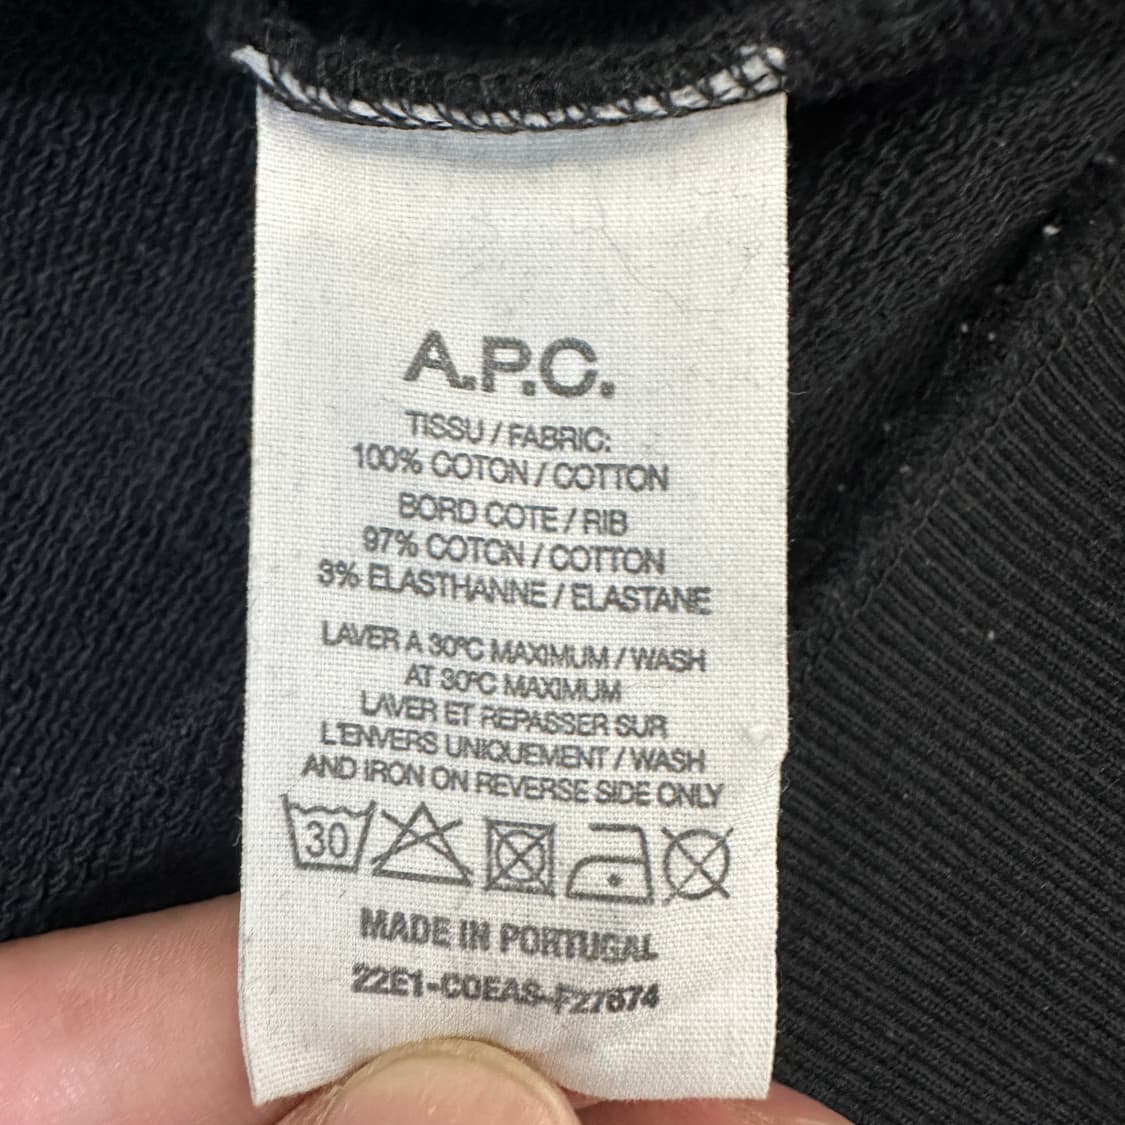 A.P.C.
TISSU / FABRIC:
100% COTON / COTTON
BORD COTE / RIB
97% COTON / COTTON
3% ELASTHANNE / ELASTANE
LAVER A 30°C MAXIMUM / WASH
AT 30°C MAXIMUM
LAVER ET REPASSER SUR
L'ENVERS UNIQUEMENT / WASH
AND IRON ON REVERSE SIDE ONLY
30
MADE IN PORTUGAL
22E1-COEAS-F27674